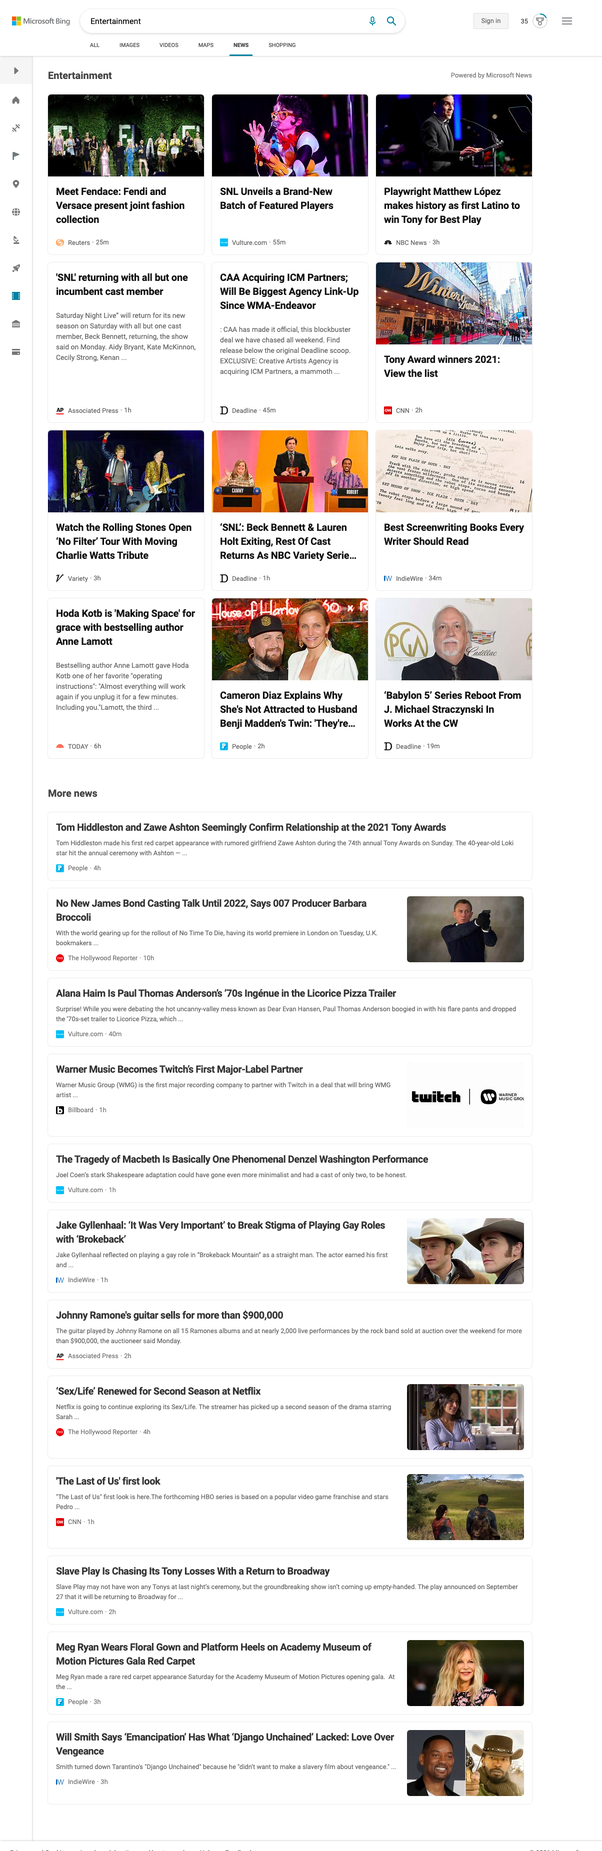 Microsoft Bing
Entertainment
Sign in
35
ALL IMAGES VIDEOS MAPS NEWS SHOPPING
Entertainment
Powered by Microsoft News
Meet Fendace: Fendi and
Versace present joint fashion
collection
Reuters · 25m
SNL Unveils a Brand-New
Batch of Featured Players
Vulture.com · 55m
Playwright Matthew López
makes history as first Latino to
win Tony for Best Play
NBC News · 3h
'SNL' returning with all but one
incumbent cast member
Saturday Night Live" will return for its new
season on Saturday with all but one cast
member, Beck Bennett, returning, the show
said on Monday. Aidy Bryant, Kate McKinnon,
Cecily Strong, Kenan ...
AP Associated Press · 1h
CAA Acquiring ICM Partners;
Will Be Biggest Agency Link-Up
Since WMA-Endeavor
: CAA has made it official, this blockbuster
deal we have chased all weekend. Find
release below the original Deadline scoop.
EXCLUSIVE: Creative Artists Agency is
acquiring ICM Partners, a mammoth ...
D Deadline · 45m
Winter
Tony Award winners 2021:
View the list
CNN · 2h
Watch the Rolling Stones Open
'No Filter' Tour With Moving
Charlie Watts Tribute
V Variety · 3h
CAMMY
ROBERT
'SNL': Beck Bennett & Lauren
Holt Exiting, Rest Of Cast
Returns As NBC Variety Serie...
D Deadline · 1h
Best Screenwriting Books Every
Writer Should Read
IW IndieWire · 34m
Hoda Kotb is 'Making Space' for
grace with bestselling author
Anne Lamott
Bestselling author Anne Lamott gave Hoda
Kotb one of her favorite "operating
instructions": "Almost everything will work
again if you unplug it for a few minutes.
Including you."Lamott, the third ...
TODAY · 6h
House of Harlow
Cameron Diaz Explains Why
She's Not Attracted to Husband
Benji Madden's Twin: 'They're...
P People · 2h
PGA
Cadillac
'Babylon 5' Series Reboot From
J. Michael Straczynski In
Works At the CW
D Deadline · 19m
More news
Tom Hiddleston and Zawe Ashton Seemingly Confirm Relationship at the 2021 Tony Awards
Tom Hiddleston made his first red carpet appearance with rumored girlfriend Zawe Ashton during the 74th annual Tony Awards on Sunday. The 40-year-old Loki
star hit the annual ceremony with Ashton — ...
P People · 4h
No New James Bond Casting Talk Until 2022, Says 007 Producer Barbara
Broccoli
With the world gearing up for the rollout of No Time To Die, having its world premiere in London on Tuesday, U.K.
bookmakers ...
The Hollywood Reporter · 10h
Alana Haim Is Paul Thomas Anderson's '70s Ingénue in the Licorice Pizza Trailer
Surprise! While you were debating the hot uncanny-valley mess known as Dear Evan Hansen, Paul Thomas Anderson boogied in with his flare pants and dropped
the '70s-set trailer to Licorice Pizza, which ...
Vulture.com · 40m
Warner Music Becomes Twitch's First Major-Label Partner
Warner Music Group (WMG) is the first major recording company to partner with Twitch in a deal that will bring WMG
artist ...
b Billboard · 1h
twitch
WARNER
MUSIC GROU
The Tragedy of Macbeth Is Basically One Phenomenal Denzel Washington Performance
Joel Coen's stark Shakespeare adaptation could have gone even more minimalist and had a cast of only two, to be honest.
Vulture.com · 1h
Jake Gyllenhaal: 'It Was Very Important' to Break Stigma of Playing Gay Roles
with 'Brokeback'
Jake Gyllenhaal reflected on playing a gay role in "Brokeback Mountain" as a straight man. The actor earned his first
and ...
IW IndieWire · 1h
Johnny Ramone's guitar sells for more than $900,000
The guitar played by Johnny Ramone on all 15 Ramones albums and at nearly 2,000 live performances by the rock band sold at auction over the weekend for more
than $900,000, the auctioneer said Monday.
AP Associated Press · 2h
'Sex/Life' Renewed for Second Season at Netflix
Netflix is going to continue exploring its Sex/Life. The streamer has picked up a second season of the drama starring
Sarah ...
The Hollywood Reporter · 4h
'The Last of Us' first look
"The Last of Us" first look is here.The forthcoming HBO series is based on a popular video game franchise and stars
Pedro ...
CNN · 1h
Slave Play Is Chasing Its Tony Losses With a Return to Broadway
Slave Play may not have won any Tonys at last night's ceremony, but the groundbreaking show isn't coming up empty-handed. The play announced on September
27 that it will be returning to Broadway for ...
Vulture.com · 2h
Meg Ryan Wears Floral Gown and Platform Heels on Academy Museum of
Motion Pictures Gala Red Carpet
Meg Ryan made a rare red carpet appearance Saturday for the Academy Museum of Motion Pictures opening gala. At
the ...
P People · 3h
Will Smith Says 'Emancipation' Has What 'Django Unchained' Lacked: Love Over
Vengeance
Smith turned down Tarantino's "Django Unchained" because he "didn't want to make a slavery film about vengeance." ...
IW IndieWire · 3h